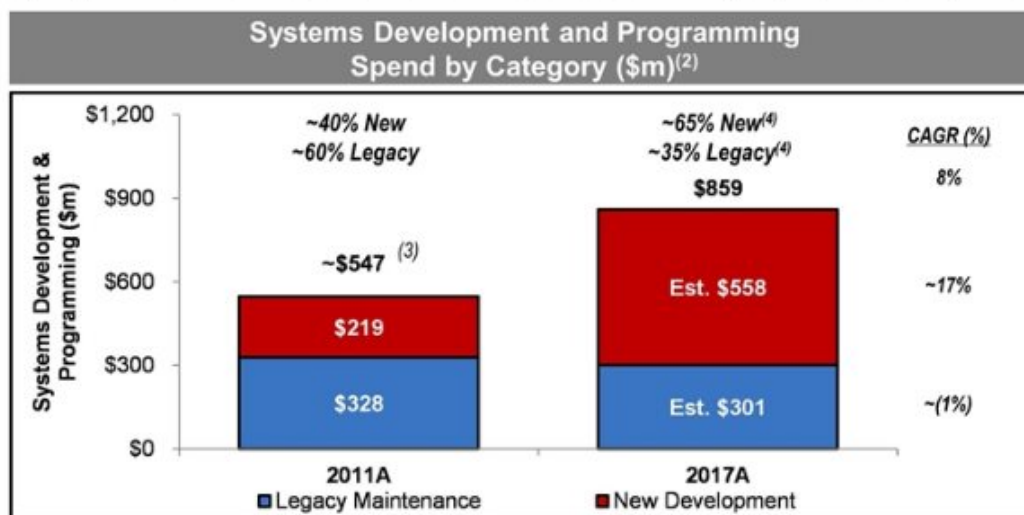 Systems Development and Programming
Spend by Category ($m)(2)
Systems Development &
Programming ($m)
$1,200
$900
$600
$300
$0
~40% New
~60% Legacy
~$547 (3)
$219
$328
~65% New(4)
~35% Legacy(4)
$859
Est. $558
Est. $301
CAGR (%)
8%
~17%
~(1%)
2011A
2017A
Legacy Maintenance
New Development